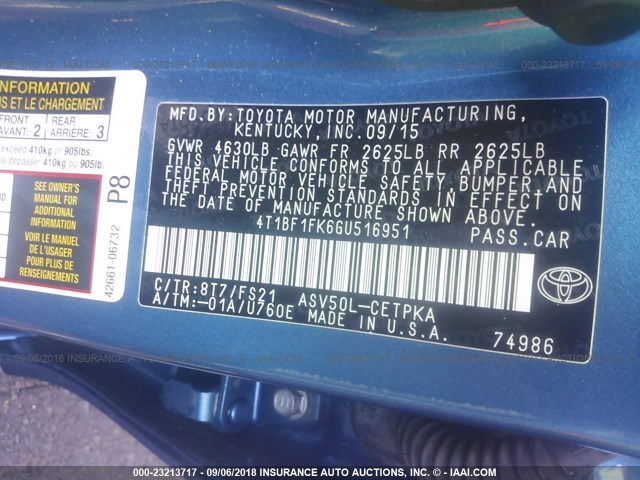 INFORMATION
NS ET LE CHARGEMENT
FRONT
AVANT: 2
REAR
ARRIÈRE: 3
exceed 410kg or 905lbs.
dépasser 410kg ou 905lb.
SEE OWNER'S
MANUAL FOR
ADDITIONAL
INFORMATION
VOIR LE MANUEL
DE L'USAGER
POUR PLUS DE
RENSEIGNEMENTS
P8
42661-06732
MFD.BY:TOYOTA MOTOR MANUFACTURING,
KENTUCKY, INC. 09/15
GVWR 4630LB GAWR FR 2625LB RR 2625LB
THIS VEHICLE CONFORMS TO ALL APPLICABLE
FEDERAL MOTOR VEHICLE SAFETY, BUMPER, AND
THEFT PREVENTION STANDARDS IN EFFECT ON
THE DATE OF MANUFACTURE SHOWN ABOVE.
4T1BF1FK6GU516951
PASS.CAR
C/TR:8T7/FS21 ASV50L-CETPKA
A/TM:-01A/U760E MADE IN U.S.A.
TOYOTA
74986
000-23213717 - 09/06/2018 INSURANCE AUTO AUCTIONS, INC. - © - IAAI.COM